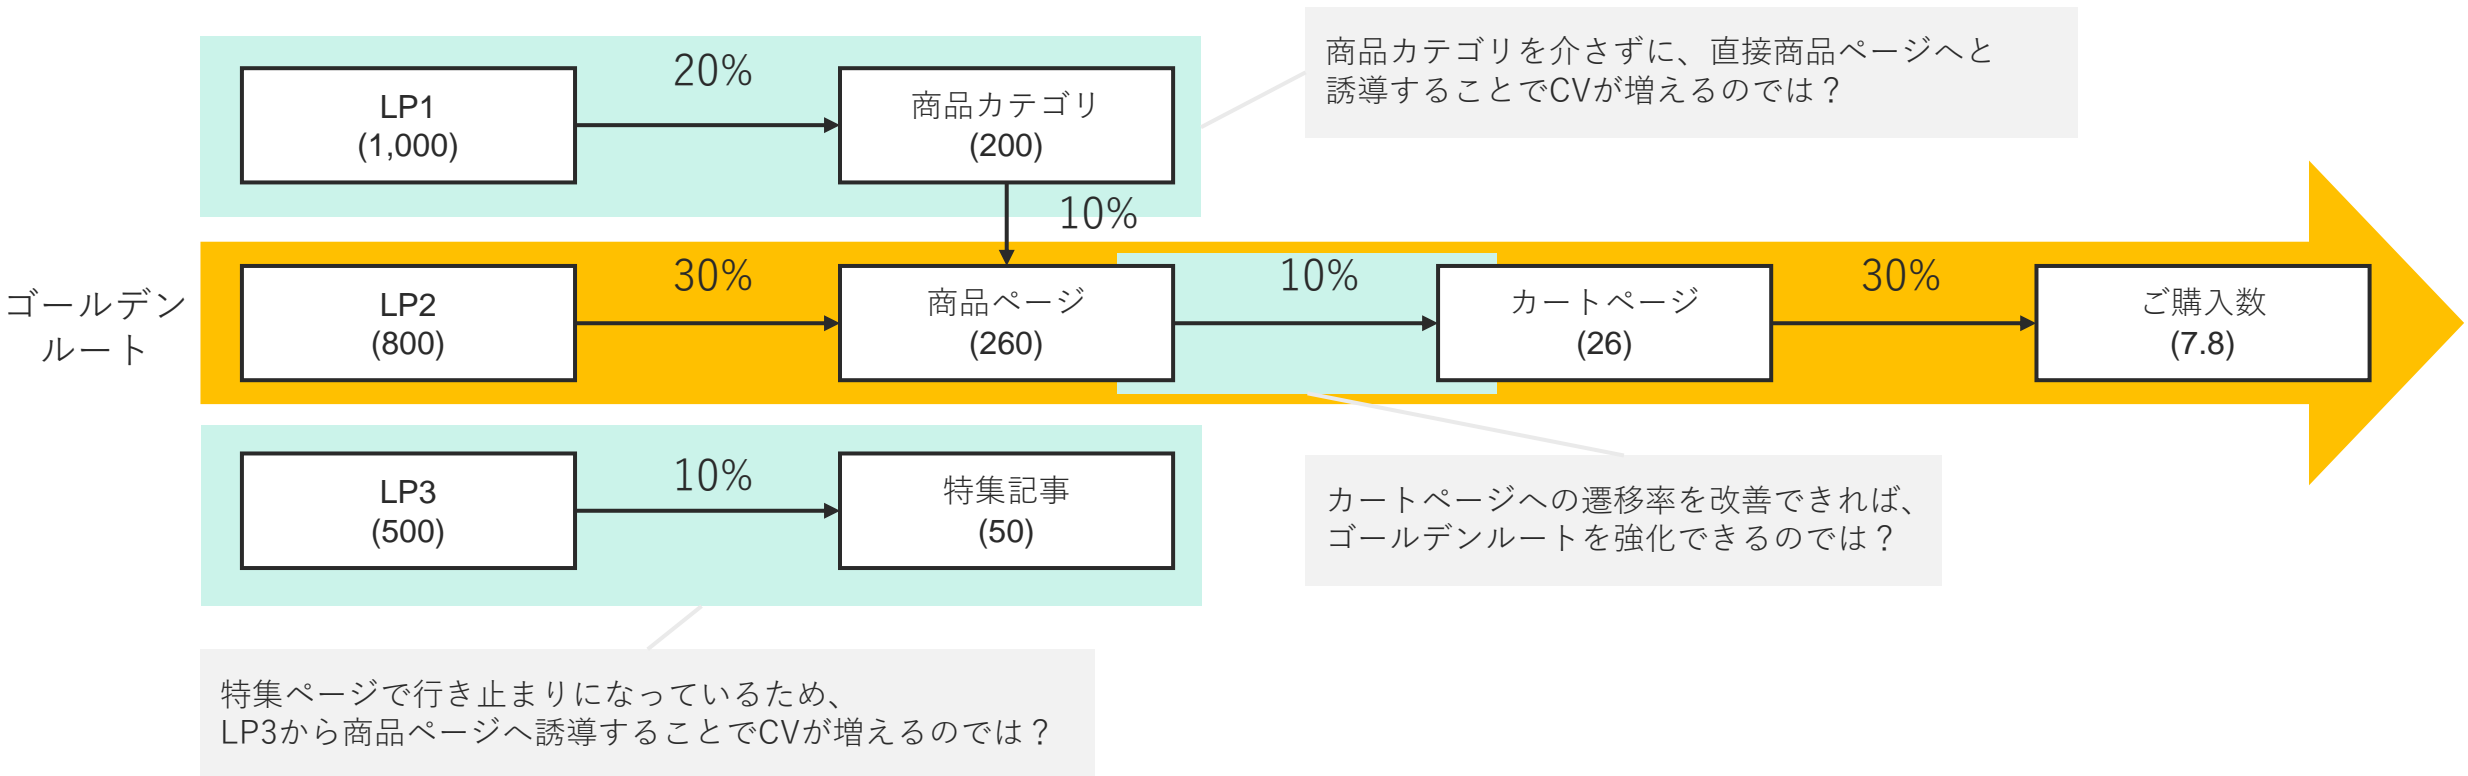 商品カテゴリを介さずに、直接商品ページへと
誘導することでCVが増えるのでは？
LP1
(1,000)
20%
商品カテゴリ
(200)
10%
ゴールデン
ルート
LP2
(800)
30%
商品ページ
(260)
10%
カートページ
(26)
30%
ご購入数
(7.8)
LP3
(500)
10%
特集記事
(50)
カートページへの遷移率を改善できれば、
ゴールデンルートを強化できるのでは？
特集ページで行き止まりになっているため、
LP3から商品ページへ誘導することでCVが増えるのでは？